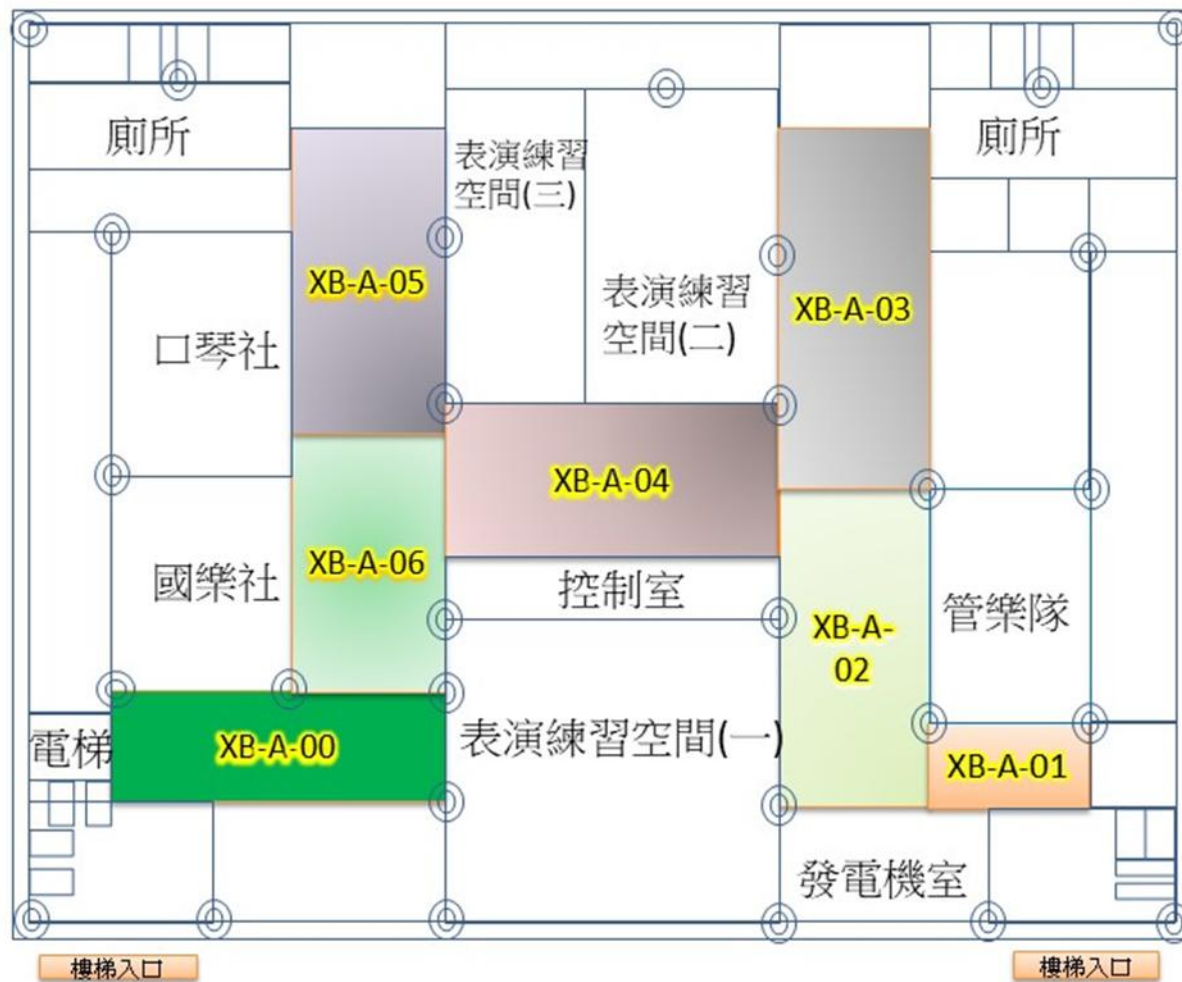 廁所
表演練習
空間(三)
廁所
XB-A-05
表演練習
空間(二)
XB-A-03
口琴社
XB-A-04
XB-A-06
國樂社
控制室
XB-A-
02
管樂隊
電梯
XB-A-00
表演練習空間(一)
XB-A-01
發電機室
樓梯入口
樓梯入口